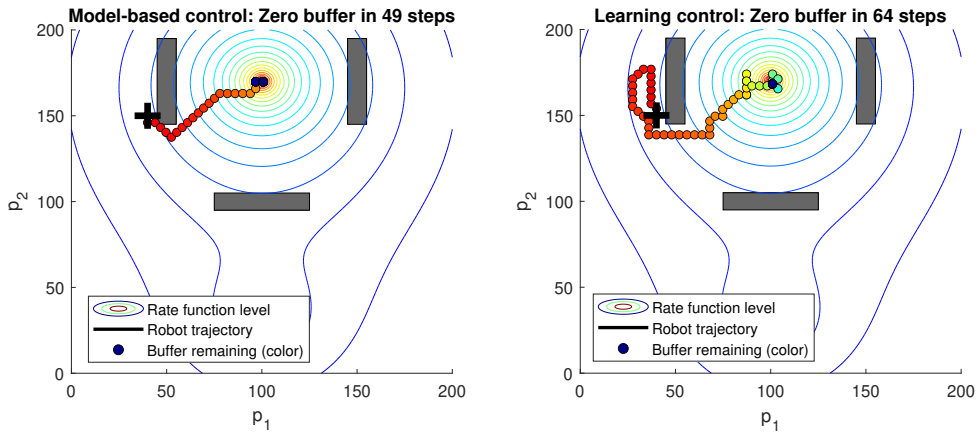 Model-based control: Zero buffer in 49 steps
200
150
100
50
0
p2
Rate function level
Robot trajectory
Buffer remaining (color)
0 50 100 150 200
p1
Learning control: Zero buffer in 64 steps
200
150
100
50
0
p2
Rate function level
Robot trajectory
Buffer remaining (color)
0 50 100 150 200
p1